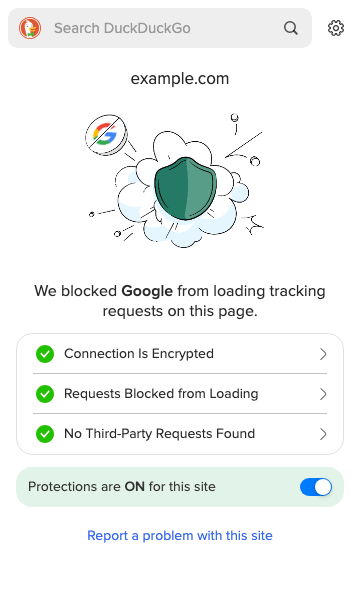 Search DuckDuckGo
example.com
We blocked Google from loading tracking
requests on this page.
Connection Is Encrypted
Requests Blocked from Loading
No Third-Party Requests Found
Protections are ON for this site
Report a problem with this site